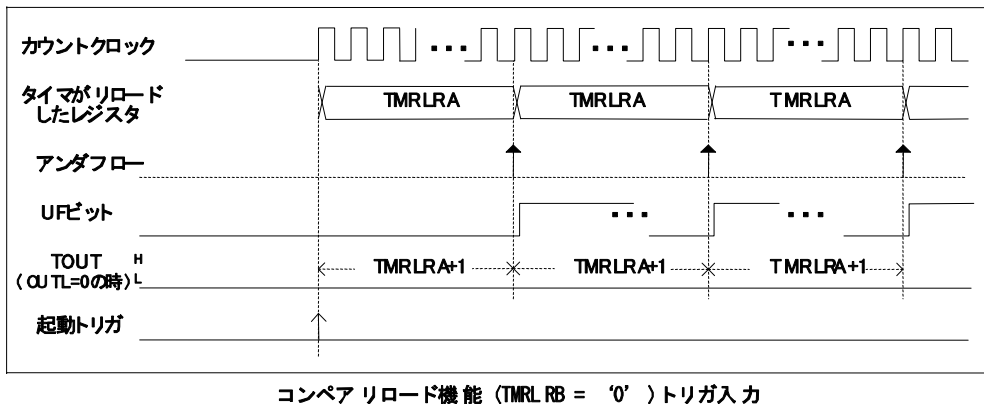 カウントクロック
タイマがリロード
したレジスタ
TMRLRA TMRLRA TMRLRA
アンダフロー
UFビット
TOUT H
(OUTL=0の時) L
TMRLRA+1 TMRLRA+1 TMRLRA+1
起動トリガ
コンペア リロード機能 (TMRLRB = '0' ) トリガ入力